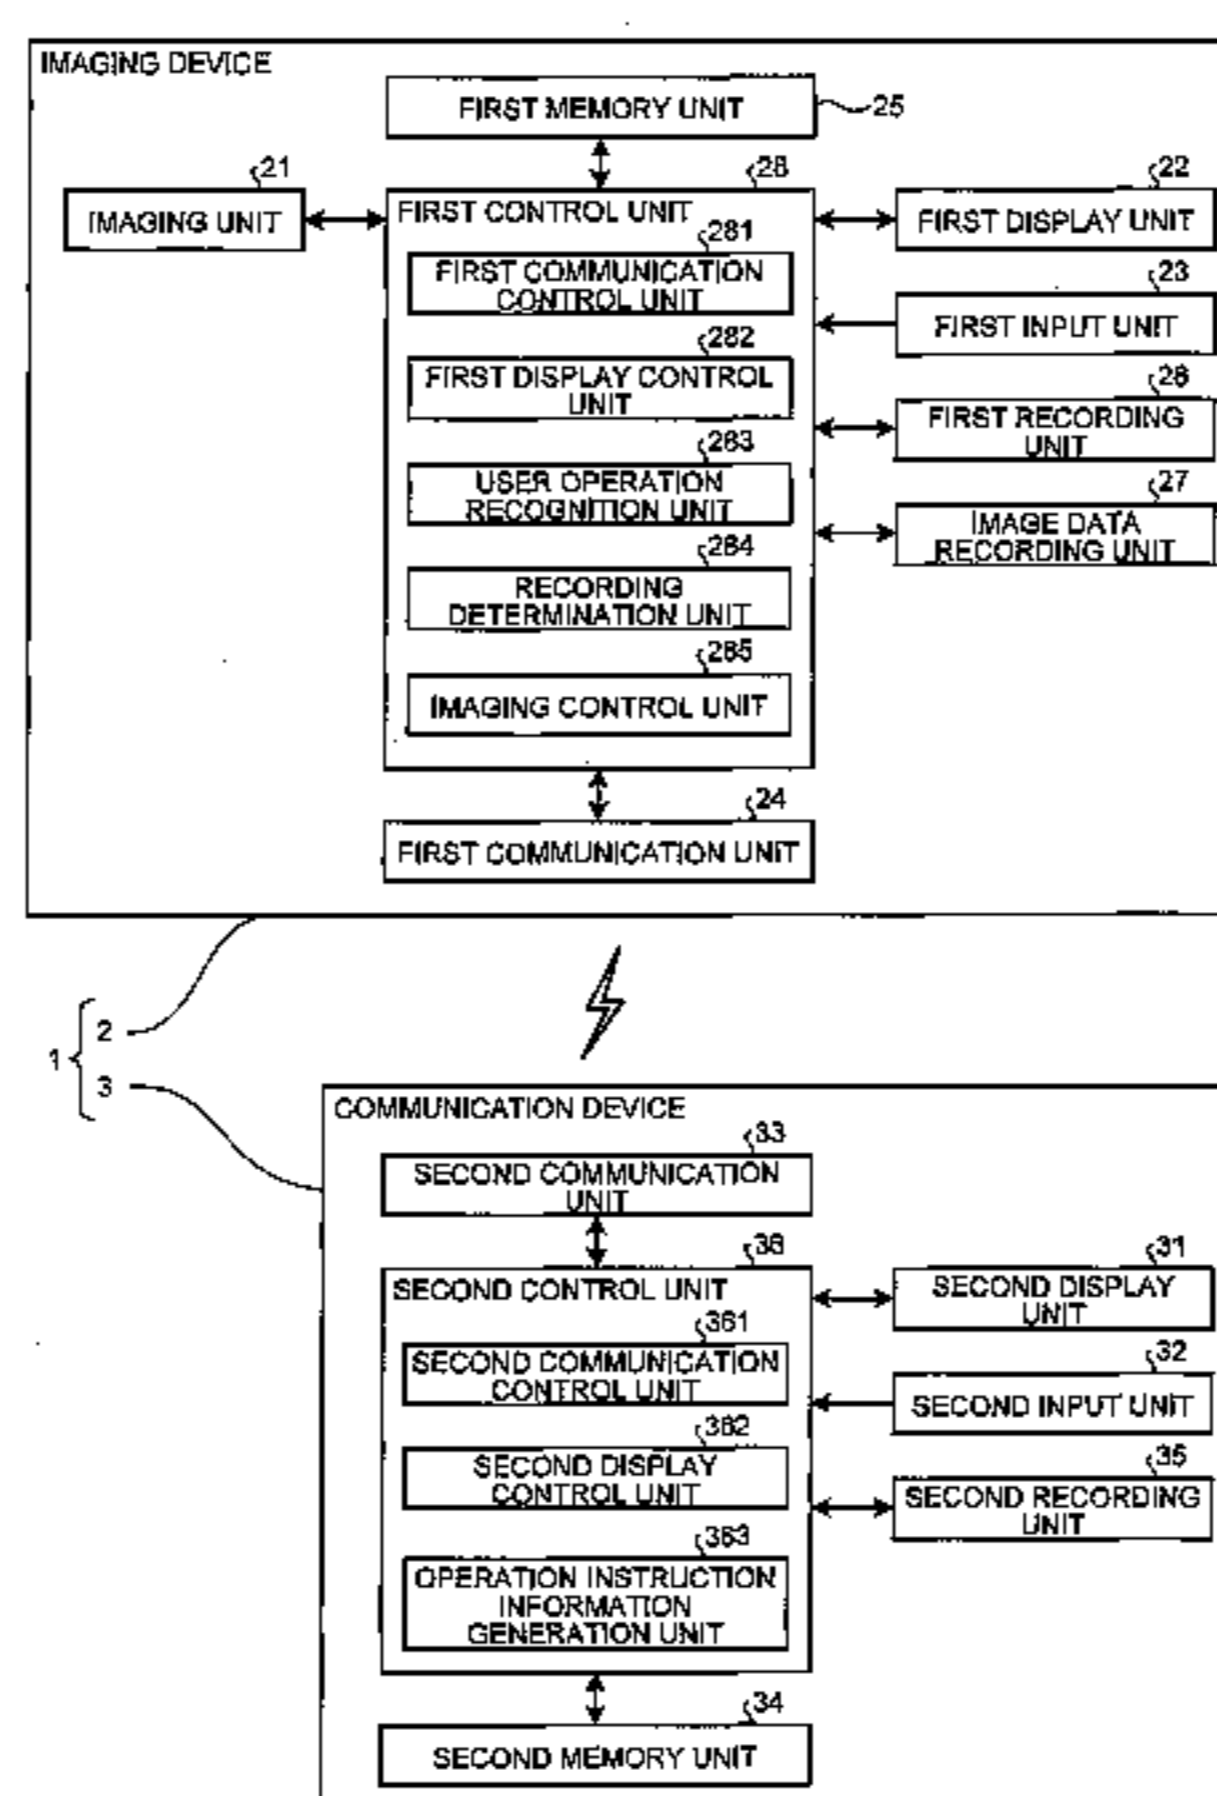 IMAGING DEVICE
FIRST MEMORY UNIT
25
21
IMAGING UNIT
28
FIRST CONTROL UNIT
281
FIRST COMMUNICATION
CONTROL UNIT
282
FIRST DISPLAY CONTROL
UNIT
283
USER OPERATION
RECOGNITION UNIT
284
RECORDING
DETERMINATION UNIT
285
IMAGING CONTROL UNIT
22
FIRST DISPLAY UNIT
23
FIRST INPUT UNIT
26
FIRST RECORDING
UNIT
27
IMAGE DATA
RECORDING UNIT
24
FIRST COMMUNICATION UNIT
1
2
3
COMMUNICATION DEVICE
33
SECOND COMMUNICATION
UNIT
36
SECOND CONTROL UNIT
361
SECOND COMMUNICATION
CONTROL UNIT
362
SECOND DISPLAY
CONTROL UNIT
363
OPERATION INSTRUCTION
INFORMATION
GENERATION UNIT
31
SECOND DISPLAY
UNIT
32
SECOND INPUT UNIT
35
SECOND RECORDING
UNIT
34
SECOND MEMORY UNIT